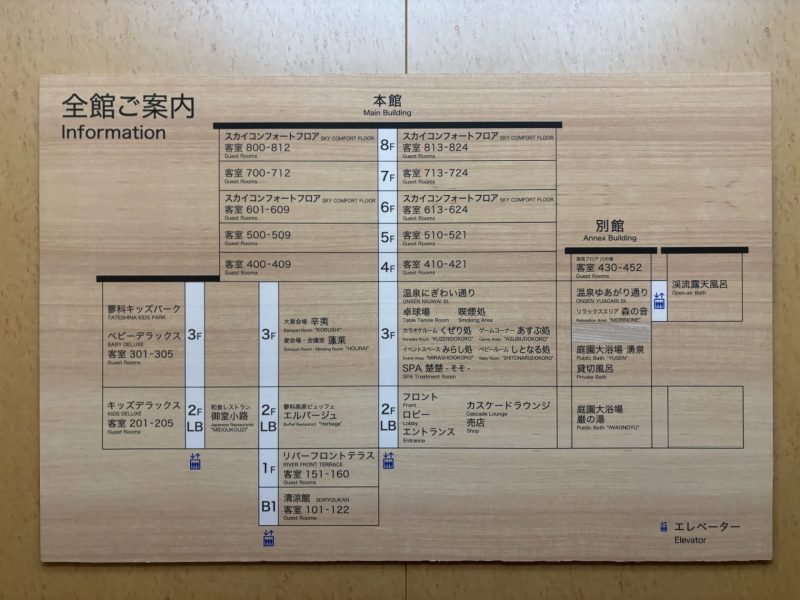 全館ご案内
Information
本館
Main Building
スカイコンフォートフロア SKY COMFORT FLOOR
客室 800-812
Guest Rooms
8F
スカイコンフォートフロア SKY COMFORT FLOOR
客室 813-824
Guest Rooms
客室 700-712
Guest Rooms
7F
客室 713-724
Guest Rooms
スカイコンフォートフロア SKY COMFORT FLOOR
客室 601-609
Guest Rooms
6F
スカイコンフォートフロア SKY COMFORT FLOOR
客室 613-624
Guest Rooms
客室 500-509
Guest Rooms
5F
客室 510-521
Guest Rooms
客室 400-409
Guest Rooms
4F
客室 410-421
Guest Rooms
別館
Annex Building
客室 430-452
Guest Rooms
温泉ゆあがり通り
ONSEN YUAGARI St.
リラックスエリア 森の音
Relaxation Area "MORINONE"
庭園大浴場 湧泉
Public Bath "YUSEN"
貸切風呂
Private Bath
庭園大浴場
巌の湯
Public Bath "IWAGNOYU"
渓流露天風呂
Open-air Bath
蓼科キッズパーク
TATESHINA KIDS PARK
ベビーデラックス
BABY DELUXE
客室 301-305
Guest Rooms
3F
3F
大宴会場 辛夷
Banquet Room "KOBUSHI"
宴会場・会議室 蓬莱
Banquet Room / Meeting Room "HOURAI"
3F
温泉にぎわい通り
ONSEN NIGIWAI St.
卓球場 喫煙処
Table Tennis Room Smoking Area
カラオケルーム くぜり処 ゲームコーナー あすぶ処
Karaoke Room "KUZERIDOKORO" Game Area "ASUBUDOKORO"
イベントスペース みらし処 ベビールーム しとなる処
Event Area "MIRASHIDOKORO" Baby Room "SHITONARUDOKORO"
SPA 楚楚 -そそ-
SPA Treatment Room
キッズデラックス
KIDS DELUXE
客室 201-205
Guest Rooms
2F
LB
和食レストラン
御堂小路
Japanese Restaurants
"MIDOUKOUZI"
2F
LB
蓼科高原ビュッフェ
エルバージュ
Buffet Restaurant "Herbage"
2F
LB
フロント
Front
ロビー
Lobby
エントランス
Entrance
カスケードラウンジ
Cascade Lounge
売店
Shop
1F
リバーフロントテラス
RIVER FRONT TERRACE
客室 151-160
Guest Rooms
B1
清涼館 SEIRYOUKAN
客室 101-122
Guest Rooms
エレベーター
Elevator